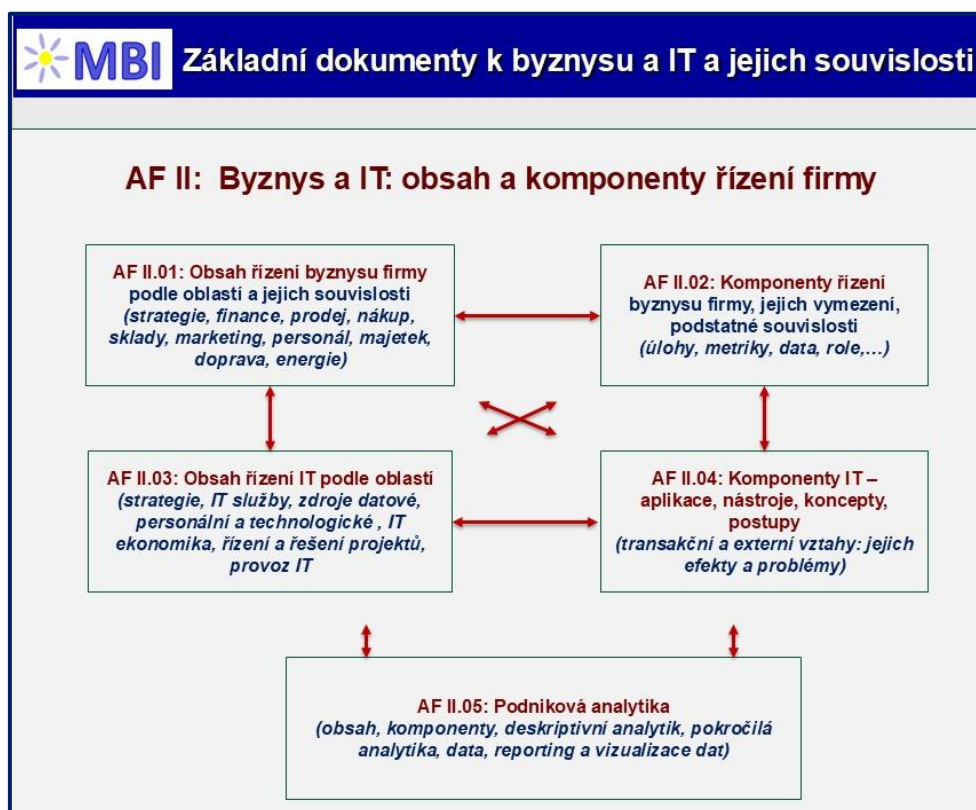 MBI Základní dokumenty k byznysu a IT a jejich souvislosti
AF II: Byznys a IT: obsah a komponenty řízení firmy
AF II.01: Obsah řízení byznysu firmy
podle oblastí a jejich souvislosti
(strategie, finance, prodej, nákup,
sklady, marketing, personál, majetek,
doprava, energie)
AF II.02: Komponenty řízení
byznysu firmy, jejich vymezení,
podstatné souvislosti
(úlohy, metriky, data, role,…)
AF II.03: Obsah řízení IT podle oblastí
(strategie, IT služby, zdroje datové,
personální a technologické , IT
ekonomika, řízení a řešení projektů,
provoz IT
AF II.04: Komponenty IT –
aplikace, nástroje, koncepty,
postupy
(transakční a externí vztahy: jejich
efekty a problémy)
AF II.05: Podniková analytika
(obsah, komponenty, deskriptivní analytik, pokročilá
analytika, data, reporting a vizualizace dat)